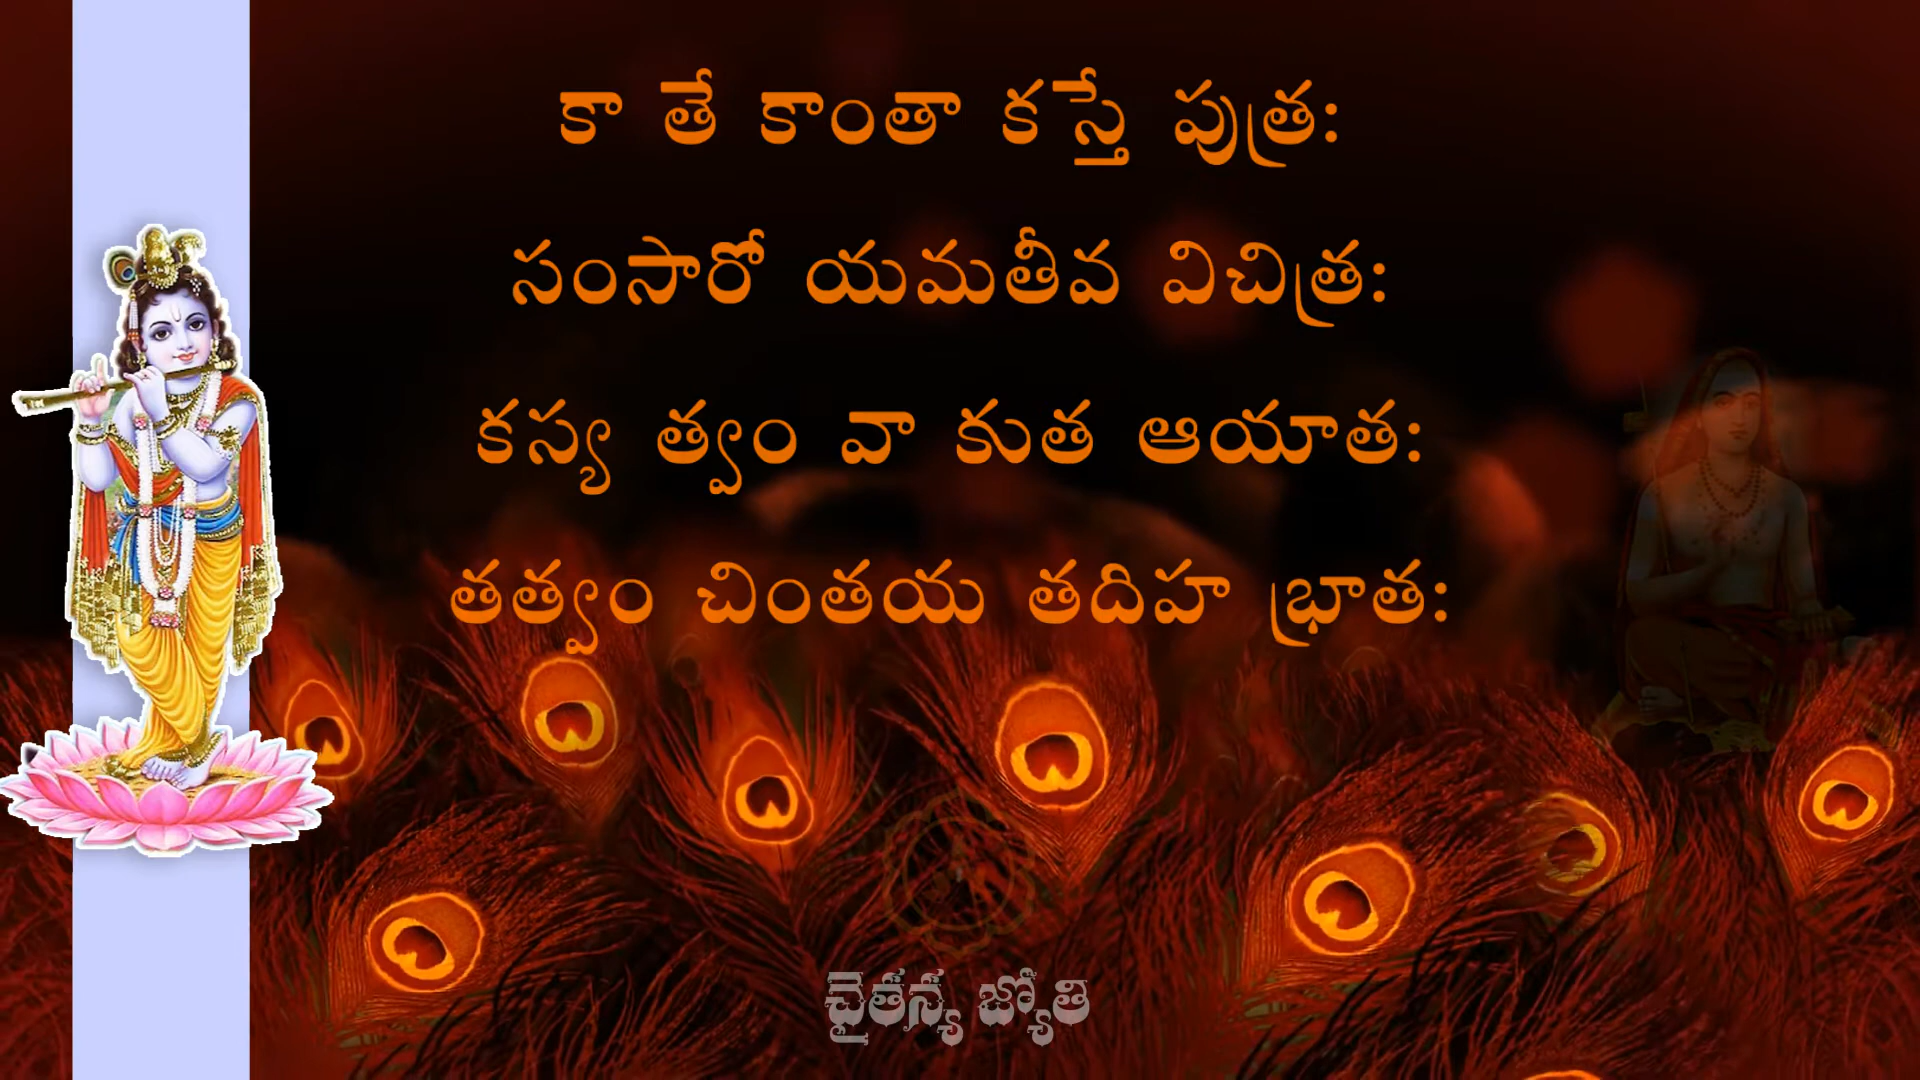 కా తే కాంతా కస్తే పుత్ర:
సంసారో యమతీవ విచిత్ర:
కస్య త్వం వా కుత ఆయాత:
తత్వం చింతయ తదిహ భ్రాత:
చైతన్య జ్యోతి